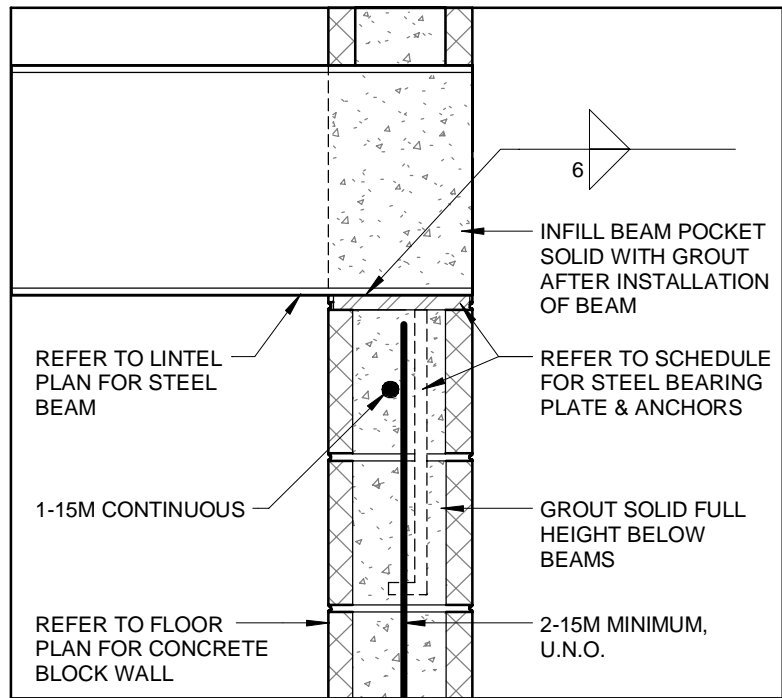 6
INFILL BEAM POCKET
SOLID WITH GROUT
AFTER INSTALLATION
OF BEAM
REFER TO LINTEL
PLAN FOR STEEL
BEAM
REFER TO SCHEDULE
FOR STEEL BEARING
PLATE & ANCHORS
1-15M CONTINUOUS
GROUT SOLID FULL
HEIGHT BELOW
BEAMS
REFER TO FLOOR
PLAN FOR CONCRETE
BLOCK WALL
2-15M MINIMUM,
U.N.O.